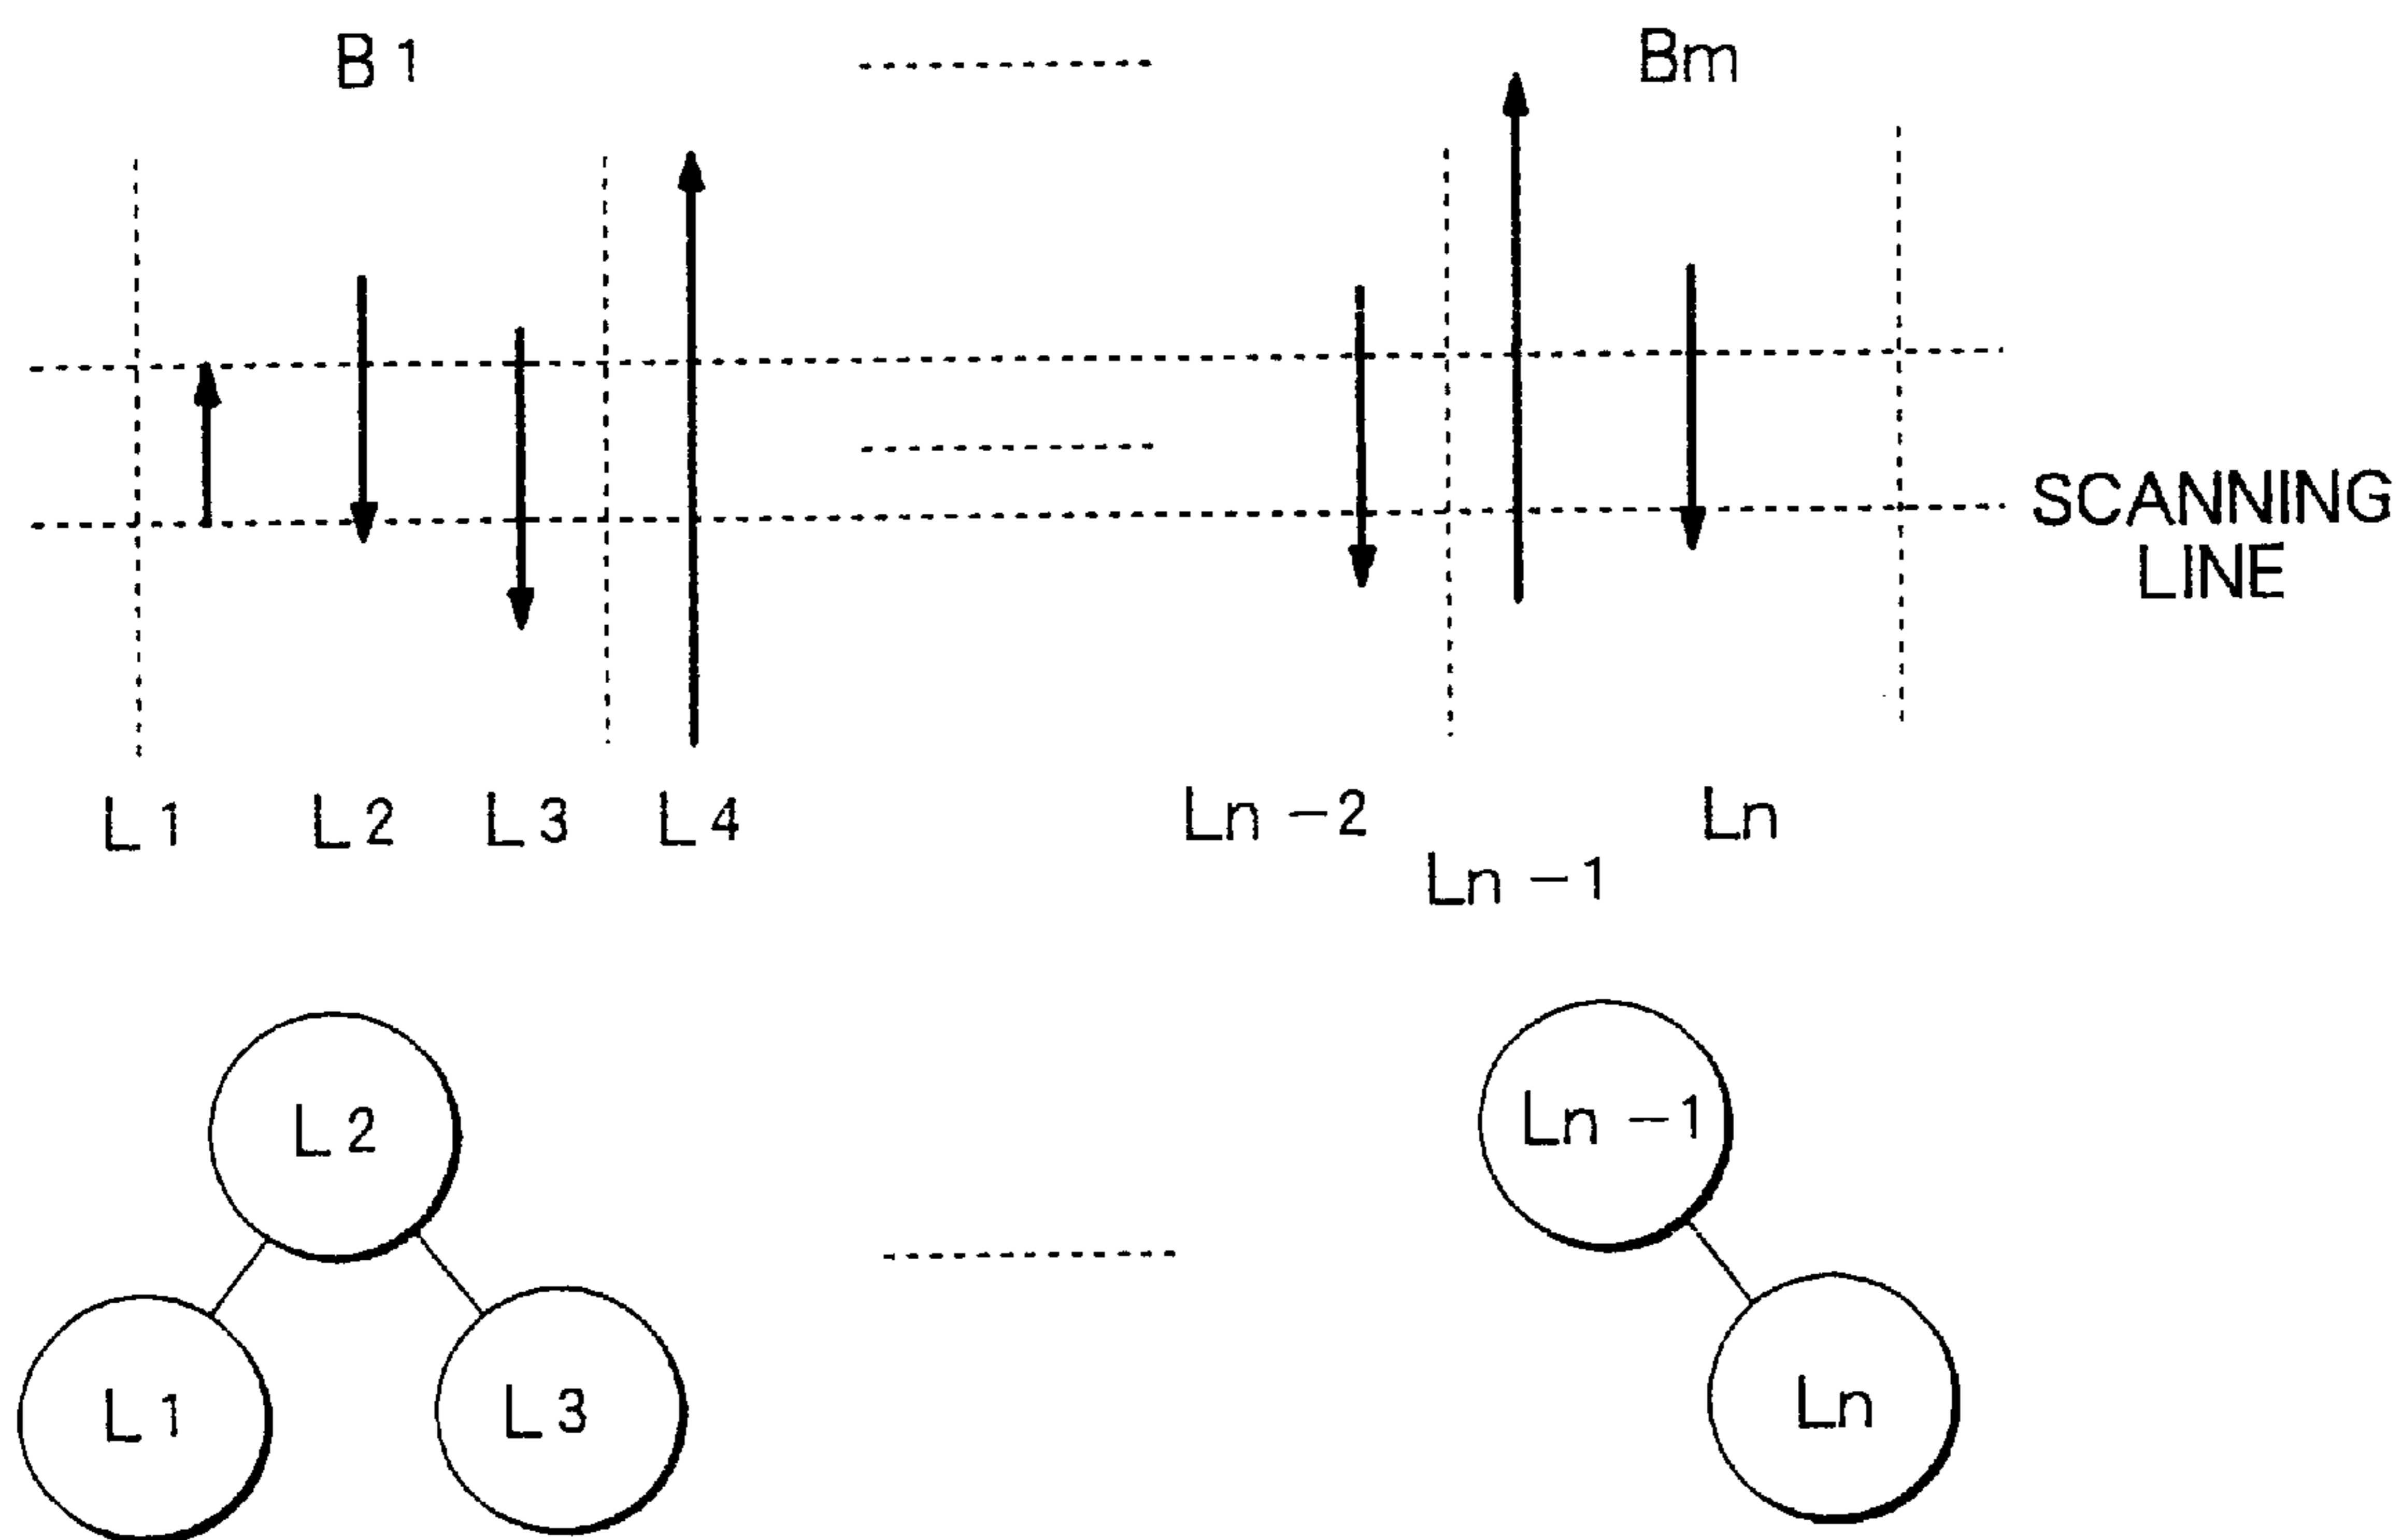 B1 Bm
SCANNING
LINE
L1 L2 L3 L4 Ln-2 Ln
Ln-1
L2 Ln-1
L1 L3 Ln